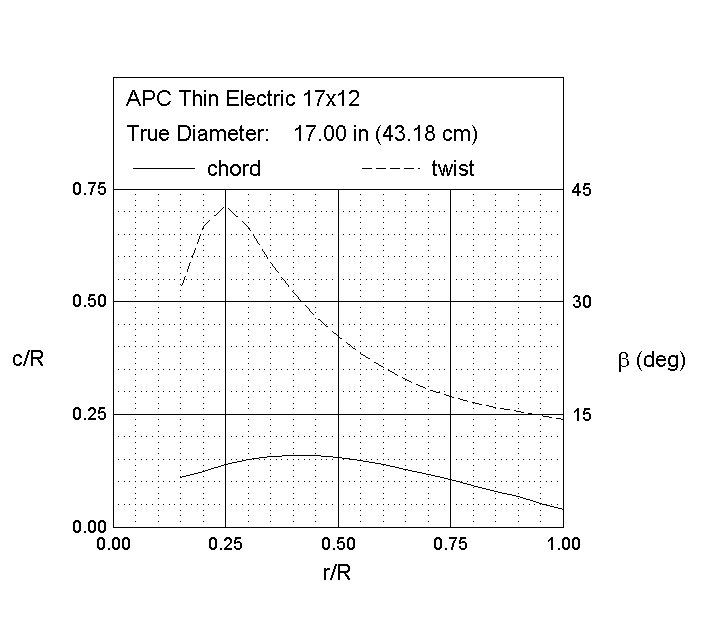 APC Thin Electric 17x12
True Diameter: 17.00 in (43.18 cm)
chord twist
0.75 45
0.50 30
c/R β (deg)
0.25 15
0.00
0.00 0.25 0.50 0.75 1.00
r/R